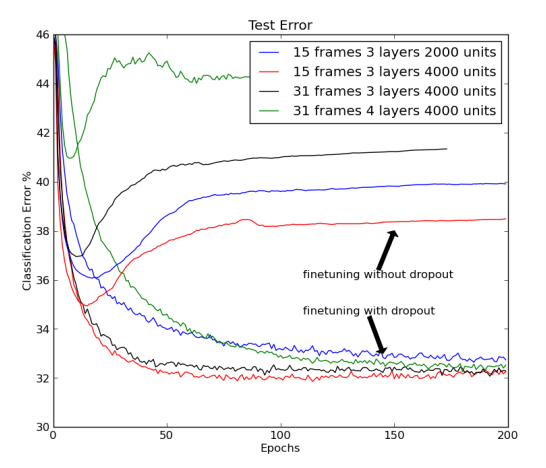 Test Error
46
44
42
40
38
36
34
32
30
Classification Error %
15 frames 3 layers 2000 units
15 frames 3 layers 4000 units
31 frames 3 layers 4000 units
31 frames 4 layers 4000 units
finetuning without dropout
finetuning with dropout
0 50 100 150 200
Epochs